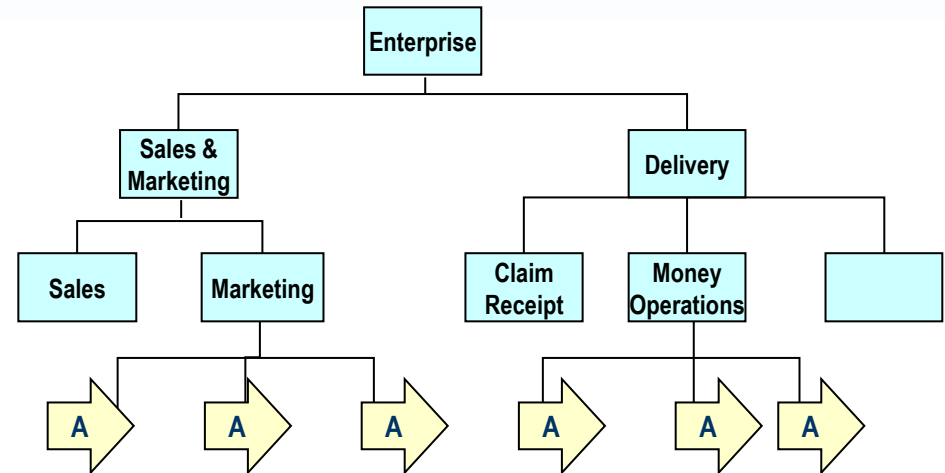 Enterprise
Sales &
Marketing
Delivery
Sales
Marketing
Claim
Receipt
Money
Operations
A
A
A
A
A
A